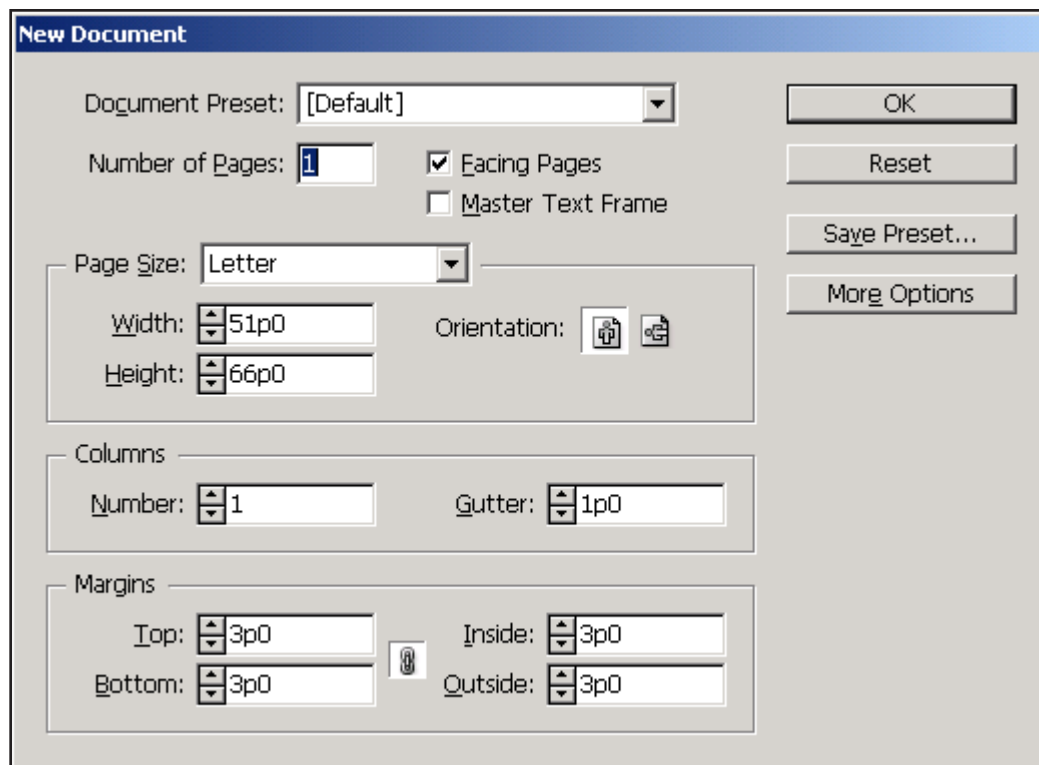 New Document
Document Preset: [Default] OK
Number of Pages: 1 Facing Pages Reset
Master Text Frame
Save Preset...
Page Size: Letter
More Options
Width: 51p0 Orientation:
Height: 66p0
Columns
Number: 1 Gutter: 1p0
Margins
Top: 3p0 Inside: 3p0
Bottom: 3p0 Outside: 3p0